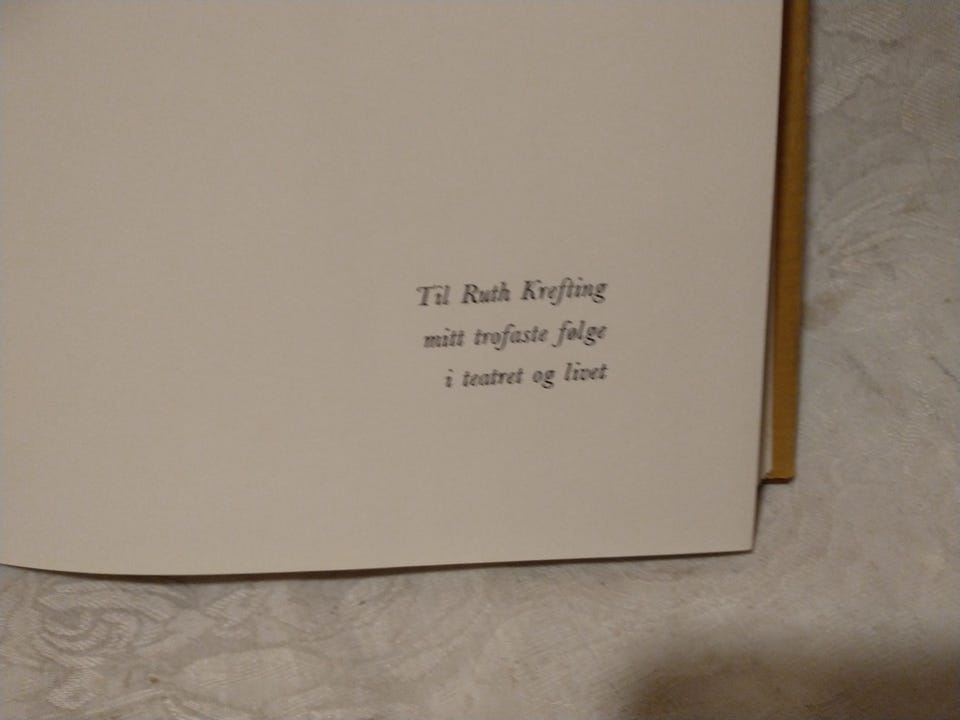 Til Ruth Krefting
mitt trofaste følge
i teatret og livet